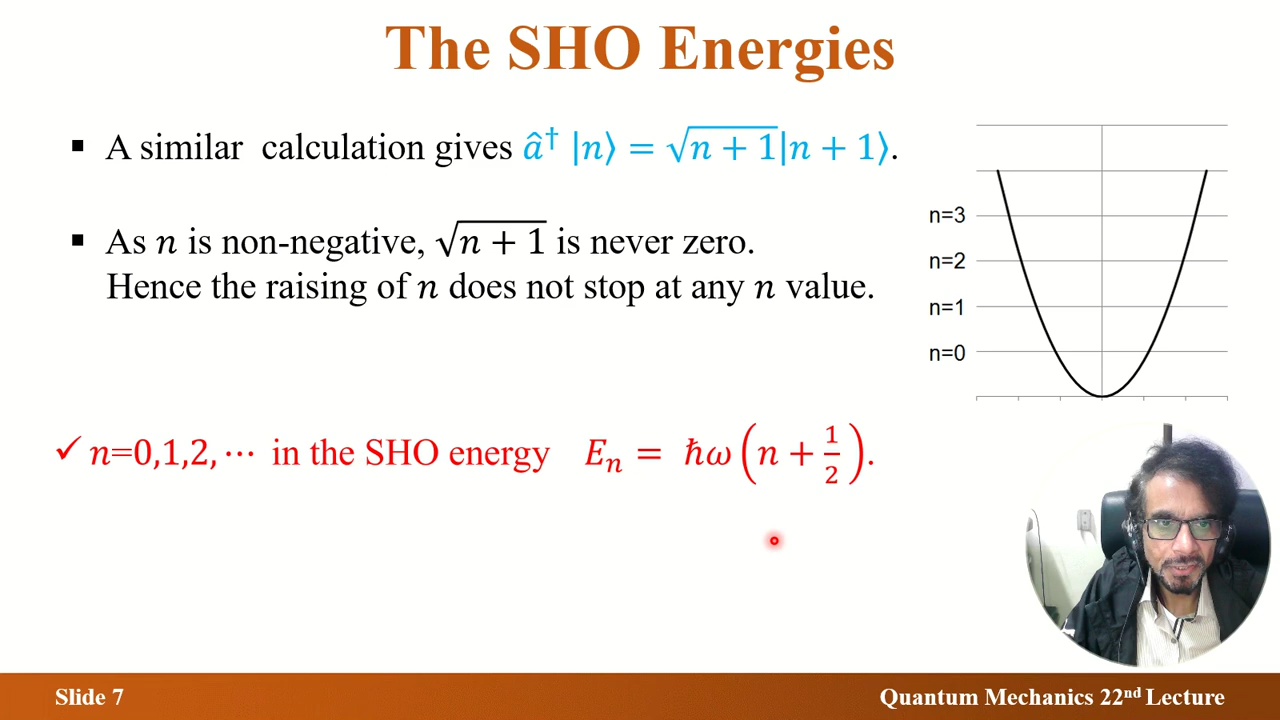 The SHO Energies
▪ A similar calculation gives â† |n⟩ = √(n + 1)|n + 1⟩.
▪ As n is non-negative, √(n + 1) is never zero.
Hence the raising of n does not stop at any n value.
n=3
n=2
n=1
n=0
✓ n=0,1,2, ⋯ in the SHO energy Eₙ = ħω(n + 1/2).
Slide 7
Quantum Mechanics 22nd Lecture